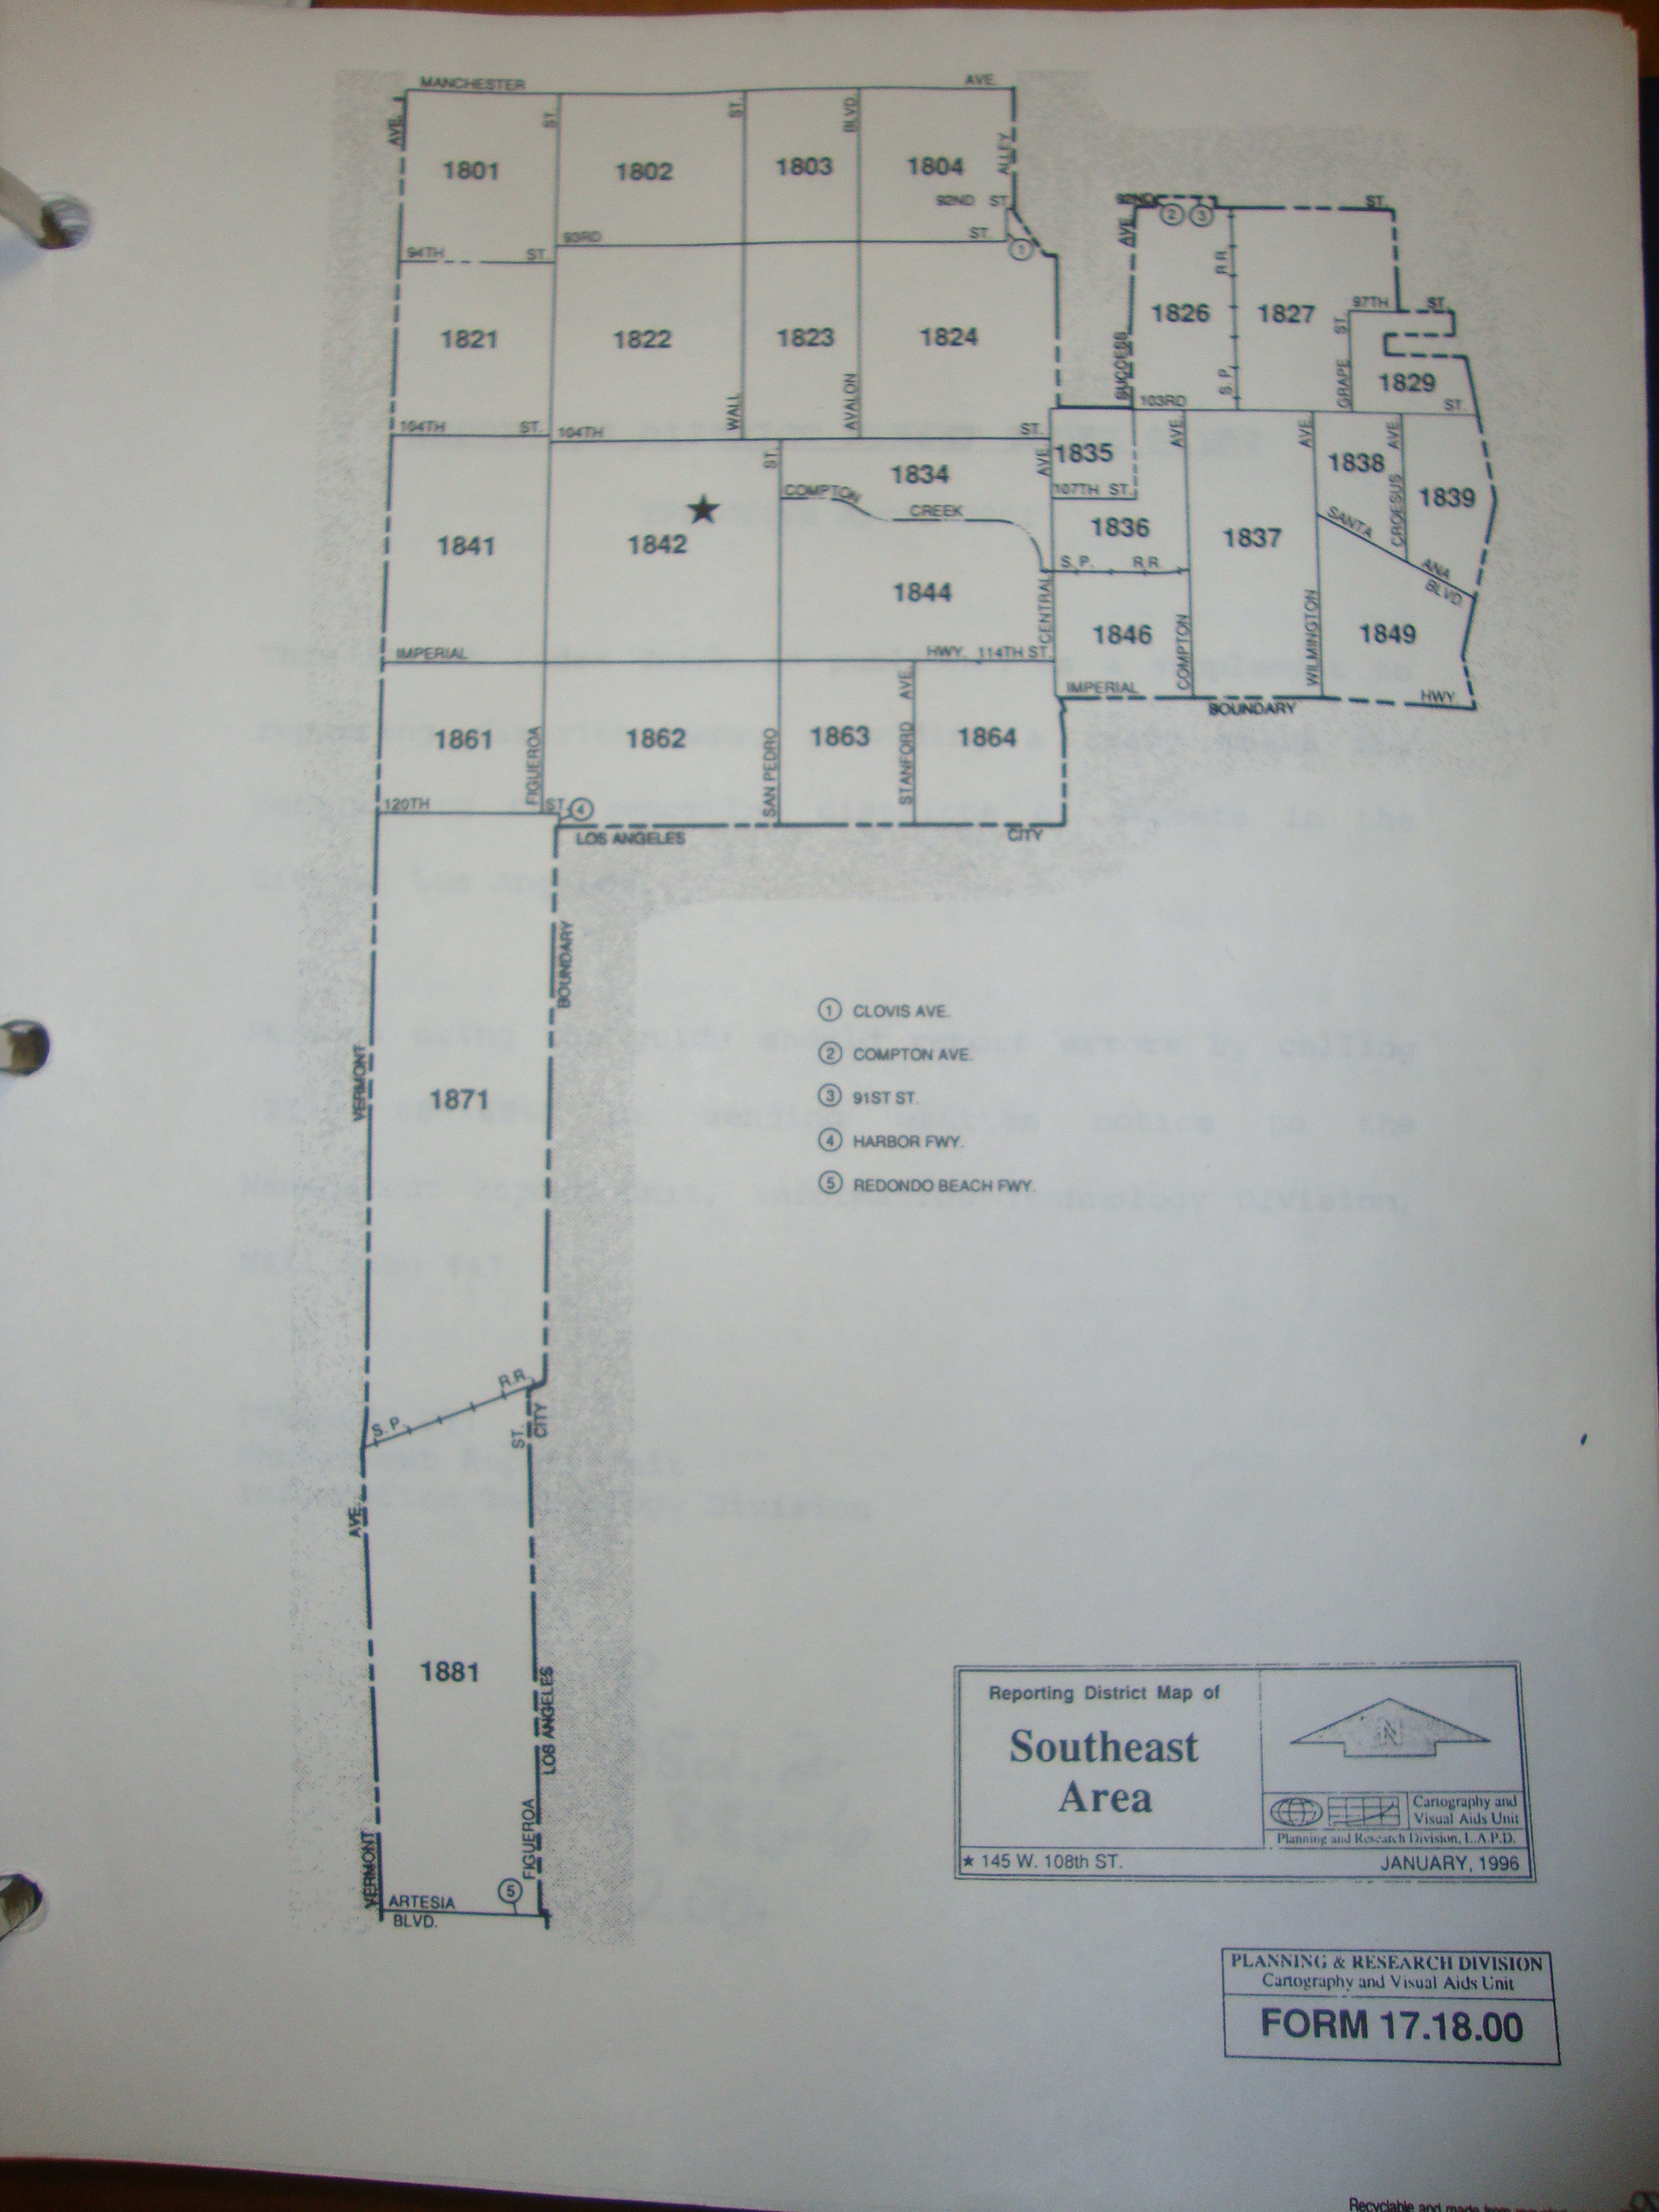 MANCHESTER AVE.
AVE.
ST.
ST.
BLVD.
ALLEY
1801
1802
1803
1804
92ND ST.
93RD ST.
94TH ST.
①
92ND ST.
② ③
AVE.
R.R.
1826
1827
97TH ST.
ST.
1821
1822
1823
1824
SUCCESS
S. P.
GRAPE
1829
WALL
AVALON
103RD ST.
104TH ST.
104TH ST.
ST.
AVE.
1835
AVE.
AVE.
AVE.
1838
1834
COMPTON
CREEK
107TH ST.
CROESUS
1839
1841
1842
1836
1837
SANTA
ANA
BLVD.
S. P. R.R.
1844
CENTRAL
1846
COMPTON
WILMINGTON
1849
IMPERIAL HWY. 114TH ST.
AVE.
IMPERIAL HWY.
BOUNDARY
1861
FIGUEROA
1862
SAN PEDRO
1863
STANFORD
1864
120TH ST.
④
LOS ANGELES CITY
BOUNDARY
① CLOVIS AVE.
② COMPTON AVE.
③ 91ST ST.
④ HARBOR FWY.
⑤ REDONDO BEACH FWY.
VERMONT
1871
S. P. R.R.
ST.
CITY
AVE.
1881
LOS ANGELES
FIGUEROA
VERMONT
⑤
ARTESIA
BLVD.
Reporting District Map of
Southeast
Area
N
Cartography and
Visual Aids Unit
Planning and Research Division, L.A.P.D.
★ 145 W. 108th ST.
JANUARY, 1996
PLANNING & RESEARCH DIVISION
Cartography and Visual Aids Unit
FORM 17.18.00
Recyclable and made from